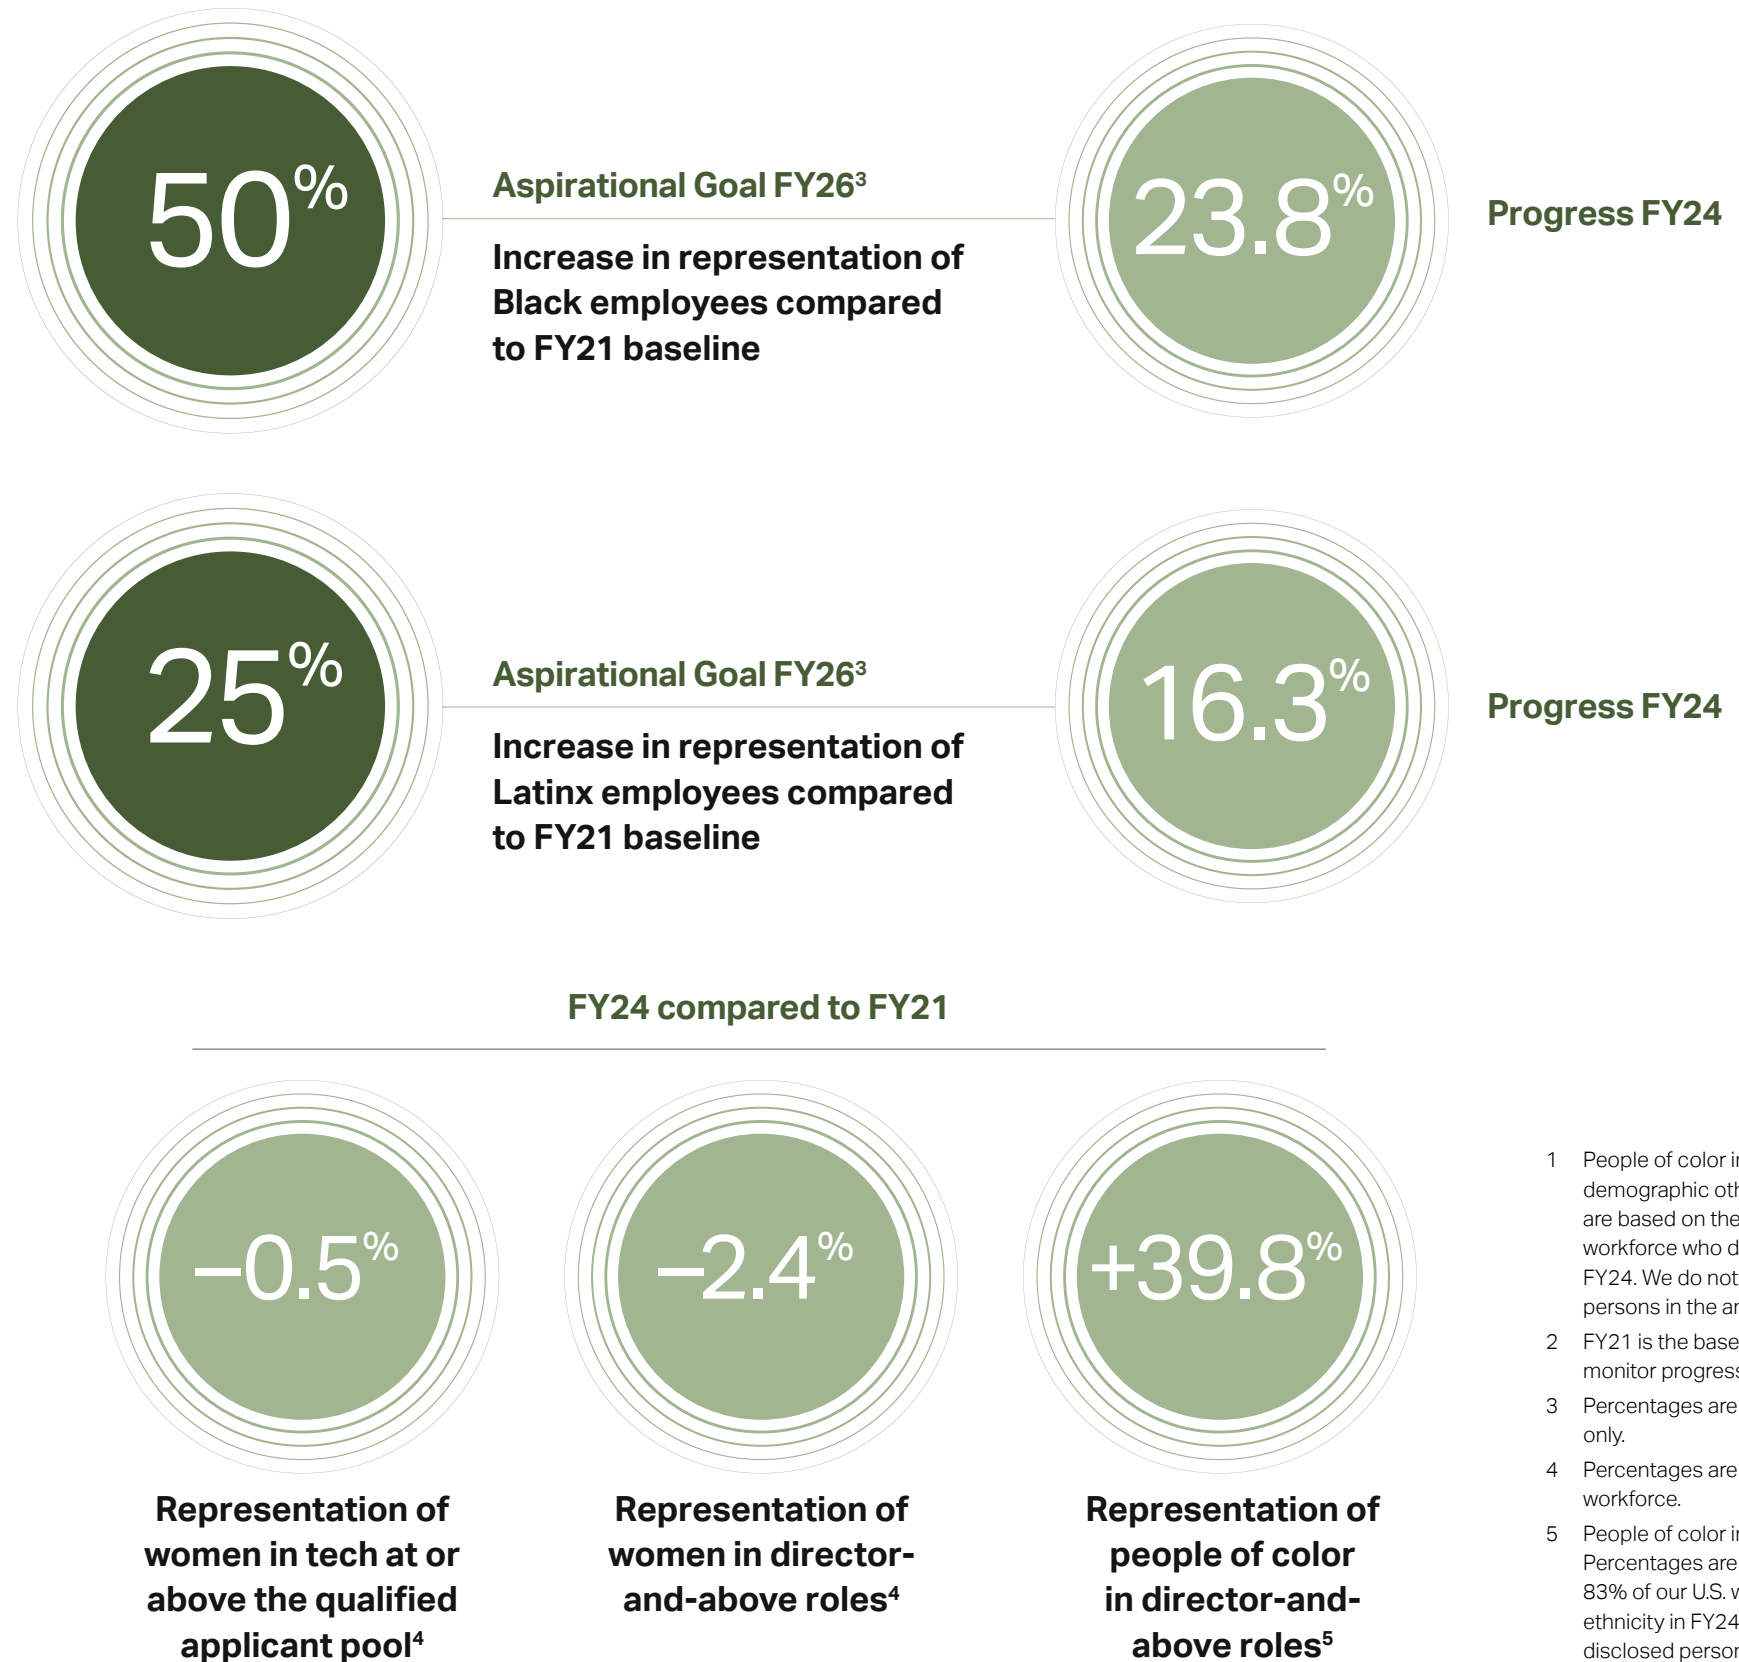 50%
Aspirational Goal FY26³
Increase in representation of
Black employees compared
to FY21 baseline
23.8%
Progress FY24
25%
Aspirational Goal FY26³
Increase in representation of
Latinx employees compared
to FY21 baseline
16.3%
Progress FY24
FY24 compared to FY21
–0.5%
Representation of
women in tech at or
above the qualified
applicant pool⁴
–2.4%
Representation of
women in director-
and-above roles⁴
+39.8%
Representation of
people of color
in director-and-
above roles⁵
1 People of color
demographic
are based on the
workforce who
FY24. We do not
persons in the
2 FY21 is the
monitor
3 Percentages are
only.
4 Percentages are
workforce.
5 People of color
Percentages are
83% of our U.S.
ethnicity in FY24
disclosed